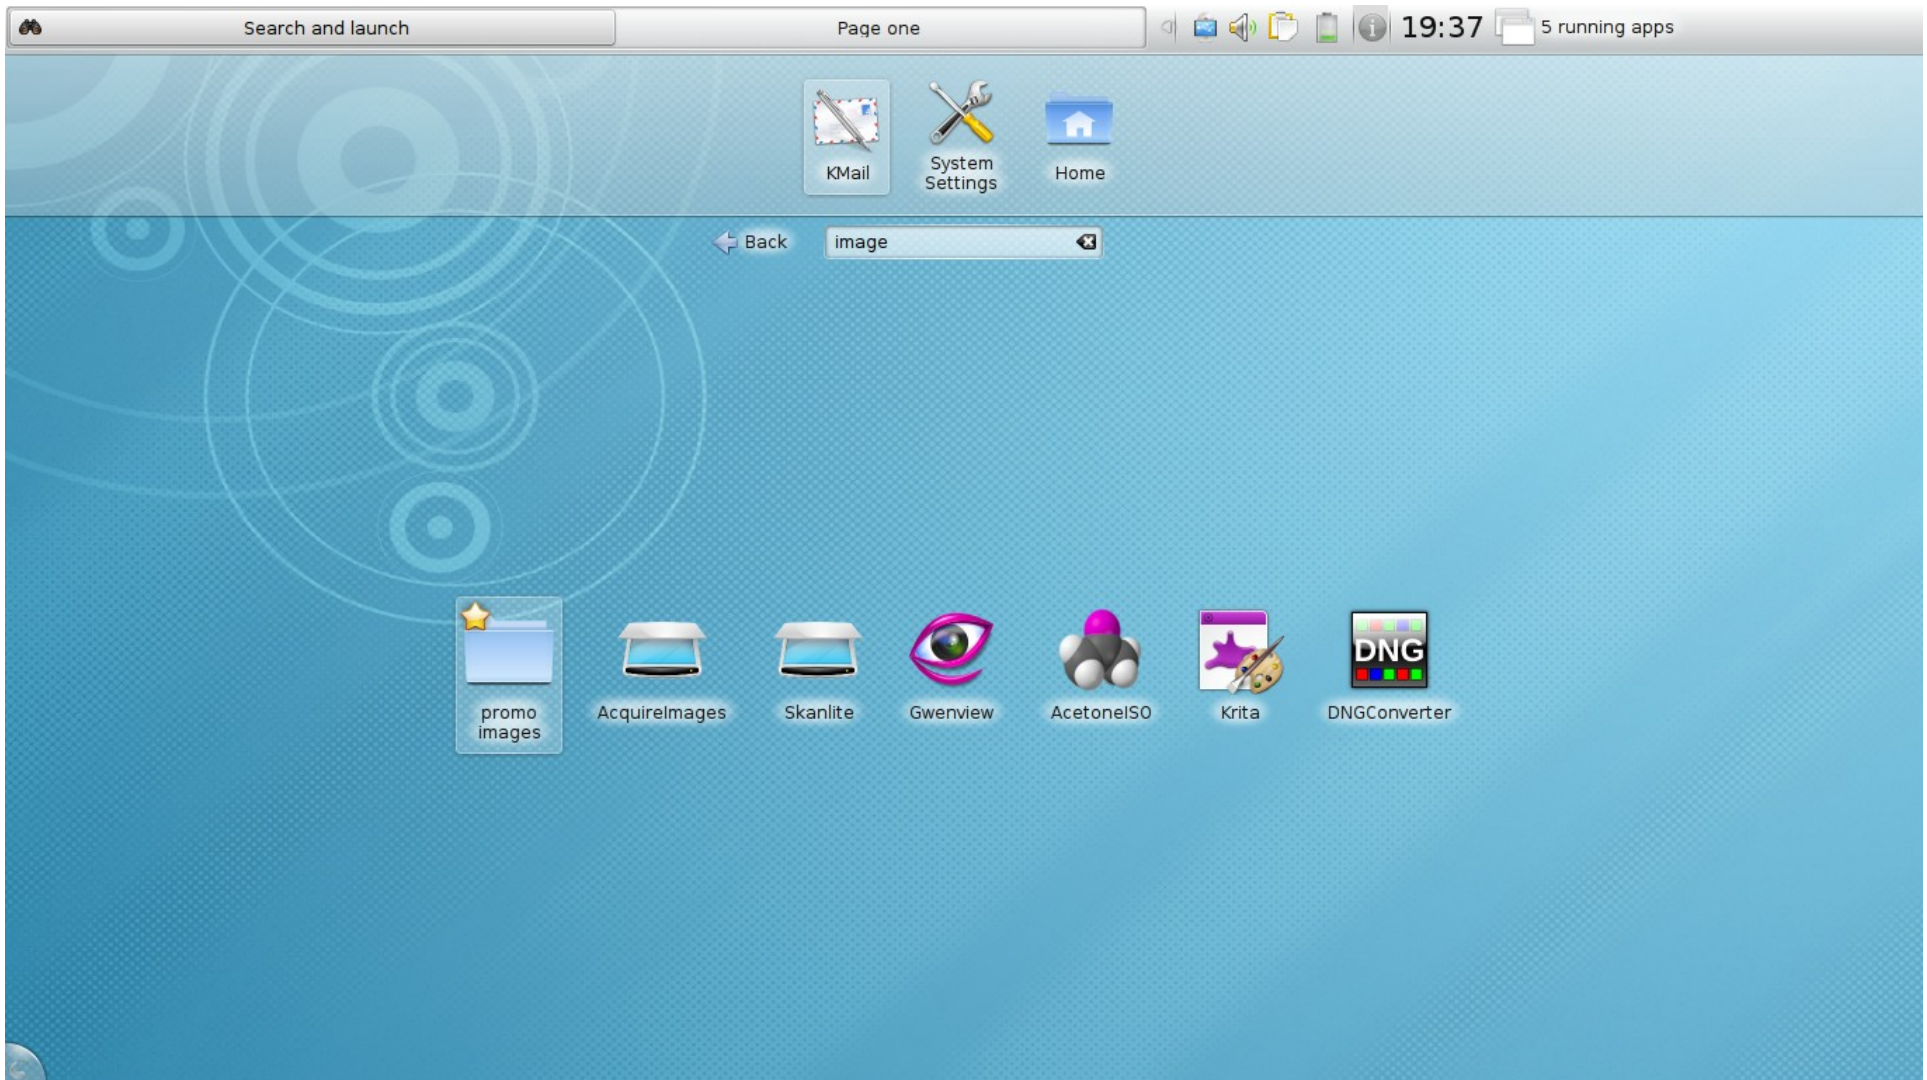 Search and launch
Page one
19:37
5 running apps
KMail
System
Settings
Home
Back
image
promo
images
AcquireImages
Skanlite
Gwenview
AcetoneISO
Krita
DNG
DNGConverter